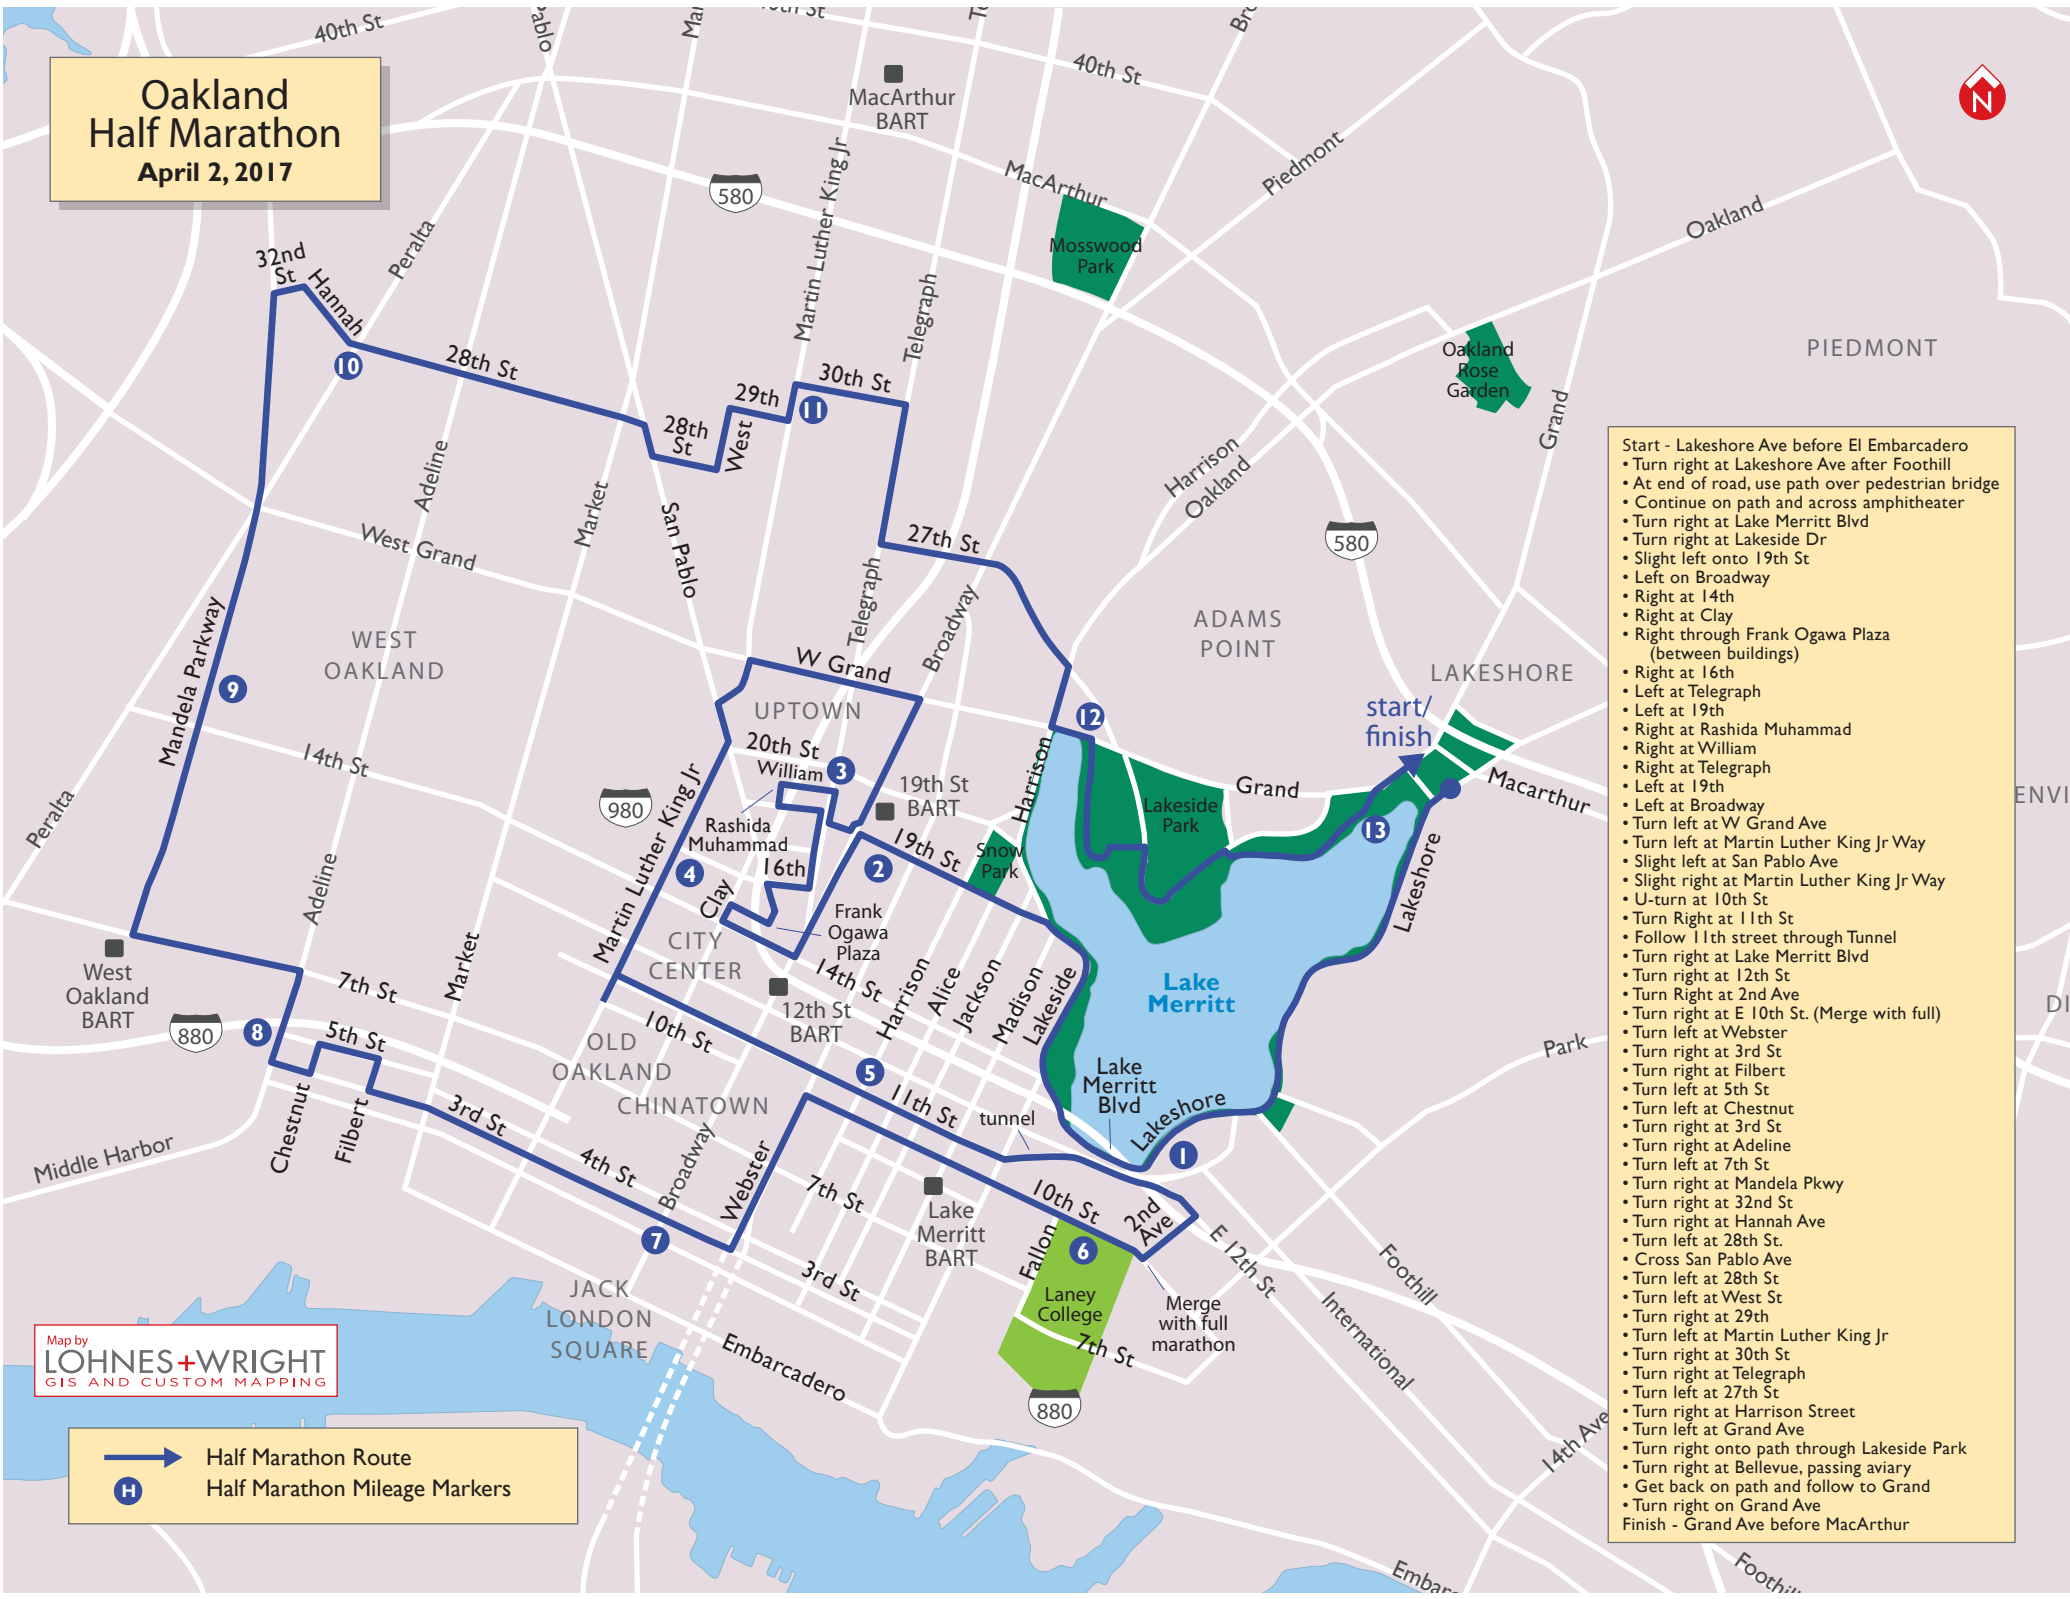 Oakland
Half Marathon
April 2, 2017
40th St
40th St
MacArthur
BART
580
MacArthur
Piedmont
Oakland
N
Mosswood
Park
Peralta
32nd
St
Hannah
Martin Luther King Jr
Telegraph
PIEDMONT
Oakland
Rose
Garden
Grand
10
28th St
30th St
29th
11
28th
St
West
Harrison
Oakland
Adeline
Market
San Pablo
West Grand
27th St
580
Telegraph
Broadway
ADAMS
POINT
WEST
OAKLAND
W Grand
LAKESHORE
Mandela Parkway
9
UPTOWN
12
start/
finish
14th St
20th St
William
3
19th St
BART
Harrison
Grand
Macarthur
980
Martin Luther King Jr
Rashida
Muhammad
Lakeside
Park
13
Peralta
16th
19th St
Snow
Park
4
2
Clay
Lakeshore
Adeline
Frank
Ogawa
Plaza
CITY
CENTER
West
Oakland
BART
Market
7th St
14th St
12th St
BART
Harrison
Alice
Jackson
Madison
Lakeside
Lake
Merritt
880
8
5th St
10th St
OLD
OAKLAND
5
Lake
Merritt
Blvd
Park
CHINATOWN
11th St
tunnel
Lakeshore
1
Chestnut
Filbert
3rd St
4th St
Broadway
Webster
Middle Harbor
7th St
Lake
Merritt
BART
10th St
2nd
Ave
7
Fallon
6
E 12th St
Foothill
3rd St
Laney
College
Merge
with full
marathon
International
JACK
LONDON
SQUARE
7th St
Embarcadero
880
14th Ave
Foothill
Map by
LOHNES+WRIGHT
GIS AND CUSTOM MAPPING
Half Marathon Route
H
Half Marathon Mileage Markers
Start - Lakeshore Ave before El Embarcadero
• Turn right at Lakeshore Ave after Foothill
• At end of road, use path over pedestrian bridge
• Continue on path and across amphitheater
• Turn right at Lake Merritt Blvd
• Turn right at Lakeside Dr
• Slight left onto 19th St
• Left on Broadway
• Right at 14th
• Right at Clay
• Right through Frank Ogawa Plaza
(between buildings)
• Right at 16th
• Left at Telegraph
• Left at 19th
• Right at Rashida Muhammad
• Right at William
• Right at Telegraph
• Left at 19th
• Left at Broadway
• Turn left at W Grand Ave
• Turn left at Martin Luther King Jr Way
• Slight left at San Pablo Ave
• Slight right at Martin Luther King Jr Way
• U-turn at 10th St
• Turn Right at 11th St
• Follow 11th street through Tunnel
• Turn right at Lake Merritt Blvd
• Turn right at 12th St
• Turn Right at 2nd Ave
• Turn right at E 10th St. (Merge with full)
• Turn left at Webster
• Turn right at 3rd St
• Turn right at Filbert
• Turn left at 5th St
• Turn left at Chestnut
• Turn right at 3rd St
• Turn right at Adeline
• Turn left at 7th St
• Turn right at Mandela Pkwy
• Turn right at 32nd St
• Turn right at Hannah Ave
• Turn left at 28th St.
• Cross San Pablo Ave
• Turn left at 28th St
• Turn left at West St
• Turn right at 29th
• Turn left at Martin Luther King Jr
• Turn right at 30th St
• Turn right at Telegraph
• Turn left at 27th St
• Turn right at Harrison Street
• Turn left at Grand Ave
• Turn right onto path through Lakeside Park
• Turn right at Bellevue, passing aviary
• Get back on path and follow to Grand
• Turn right on Grand Ave
Finish - Grand Ave before MacArthur